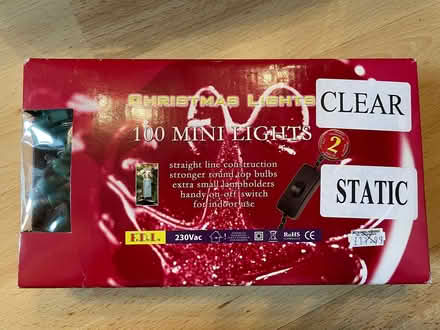 CHRISTMAS LIGHTS
CLEAR
100 MINI LIGHTS
2
straight line construction
stronger round top bulbs
extra small lampholders
handy on-off switch
for indoor use
STATIC
F.D.L.
230Vac
RoHS
CE